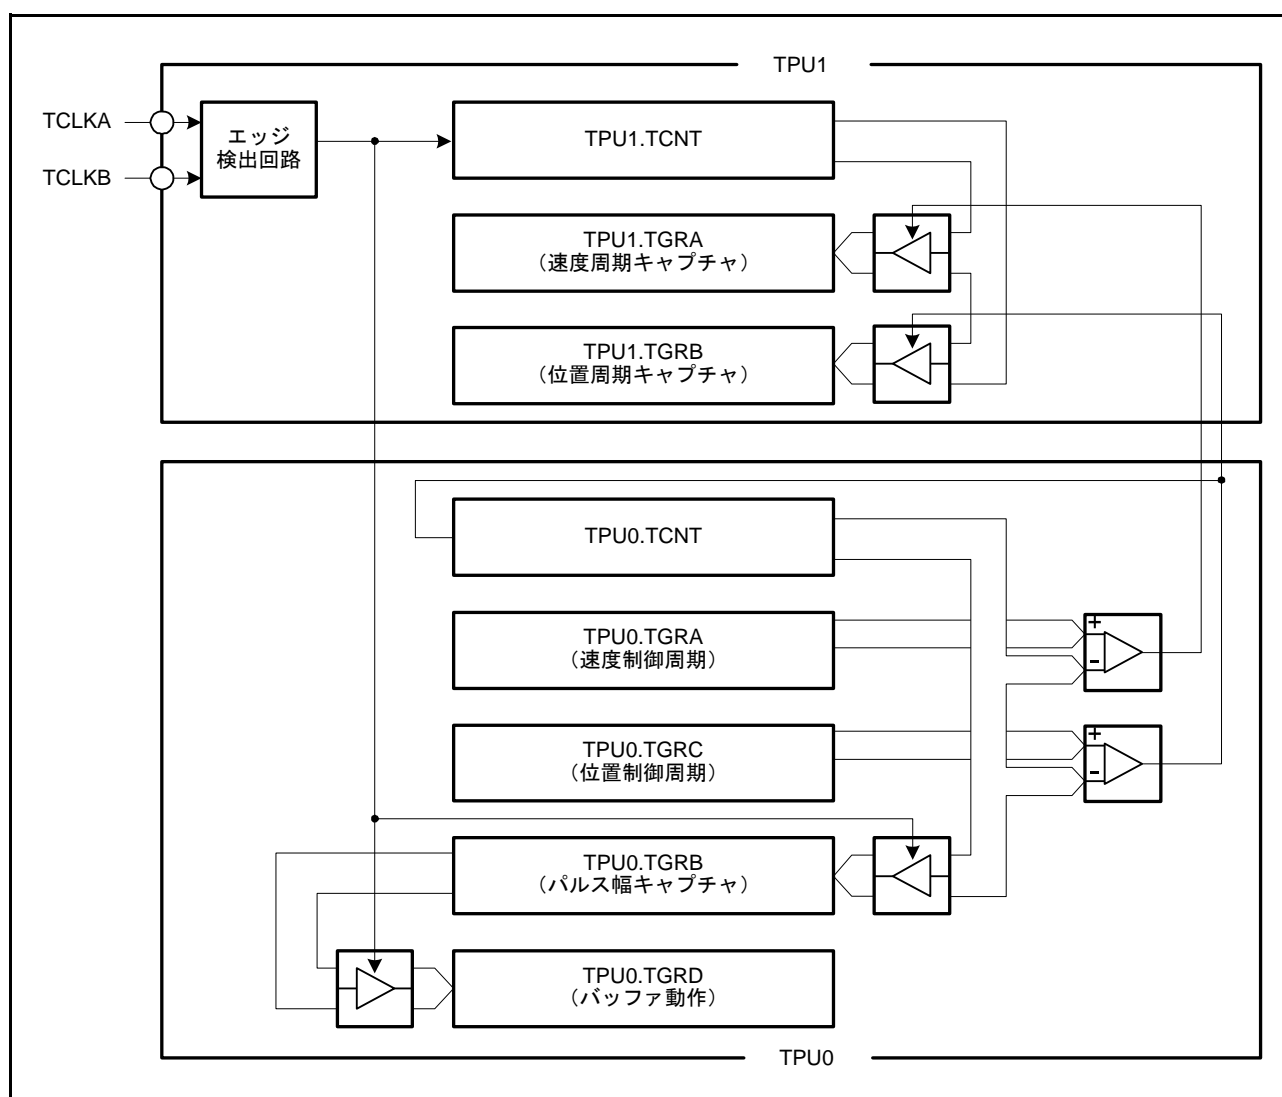 TPU1
TCLKA
TCLKB
エッジ
検出回路
TPU1.TCNT
TPU1.TGRA
（速度周期キャプチャ）
TPU1.TGRB
（位置周期キャプチャ）
TPU0.TCNT
TPU0.TGRA
（速度制御周期）
+
-
TPU0.TGRC
（位置制御周期）
+
-
TPU0.TGRB
（パルス幅キャプチャ）
TPU0.TGRD
（バッファ動作）
TPU0